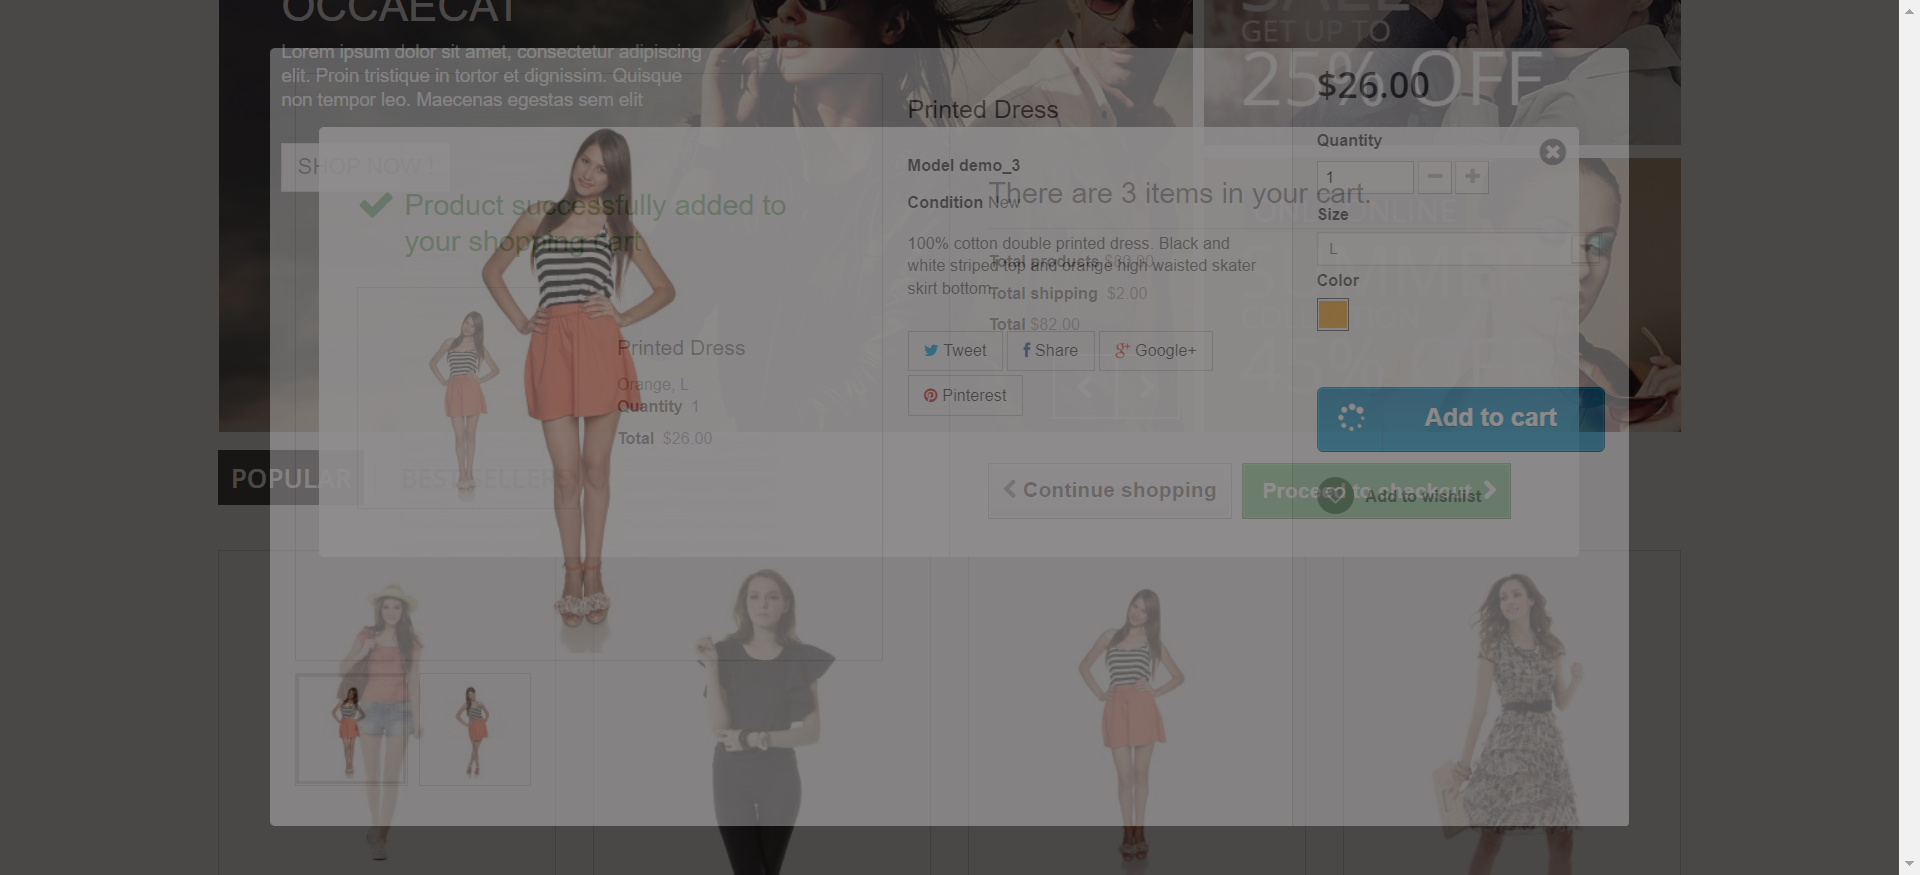 OCCAECAT
Lorem ipsum dolor sit amet, consectetur adipiscing
elit. Proin tristique in tortor et dignissim. Quisque
non tempor leo. Maecenas egestas sem elit
SHOP NOW !
SALE
GET UP TO
25% OFF
$26.00
Printed Dress
Quantity
1
Model demo_3
Condition New
There are 3 items in your cart.
Size
L
Product successfully added to
your shopping cart
100% cotton double printed dress. Black and
white striped top and orange high waisted skater
skirt bottom.
Total products $80.00
Total shipping $2.00
Total $82.00
Color
ONLINE
45%
Tweet
Share
Google+
Pinterest
Printed Dress
Orange, L
Quantity 1
Total $26.00
Add to cart
POPULAR
BEST SELLERS
Continue shopping
Proceed to checkout
Add to wishlist